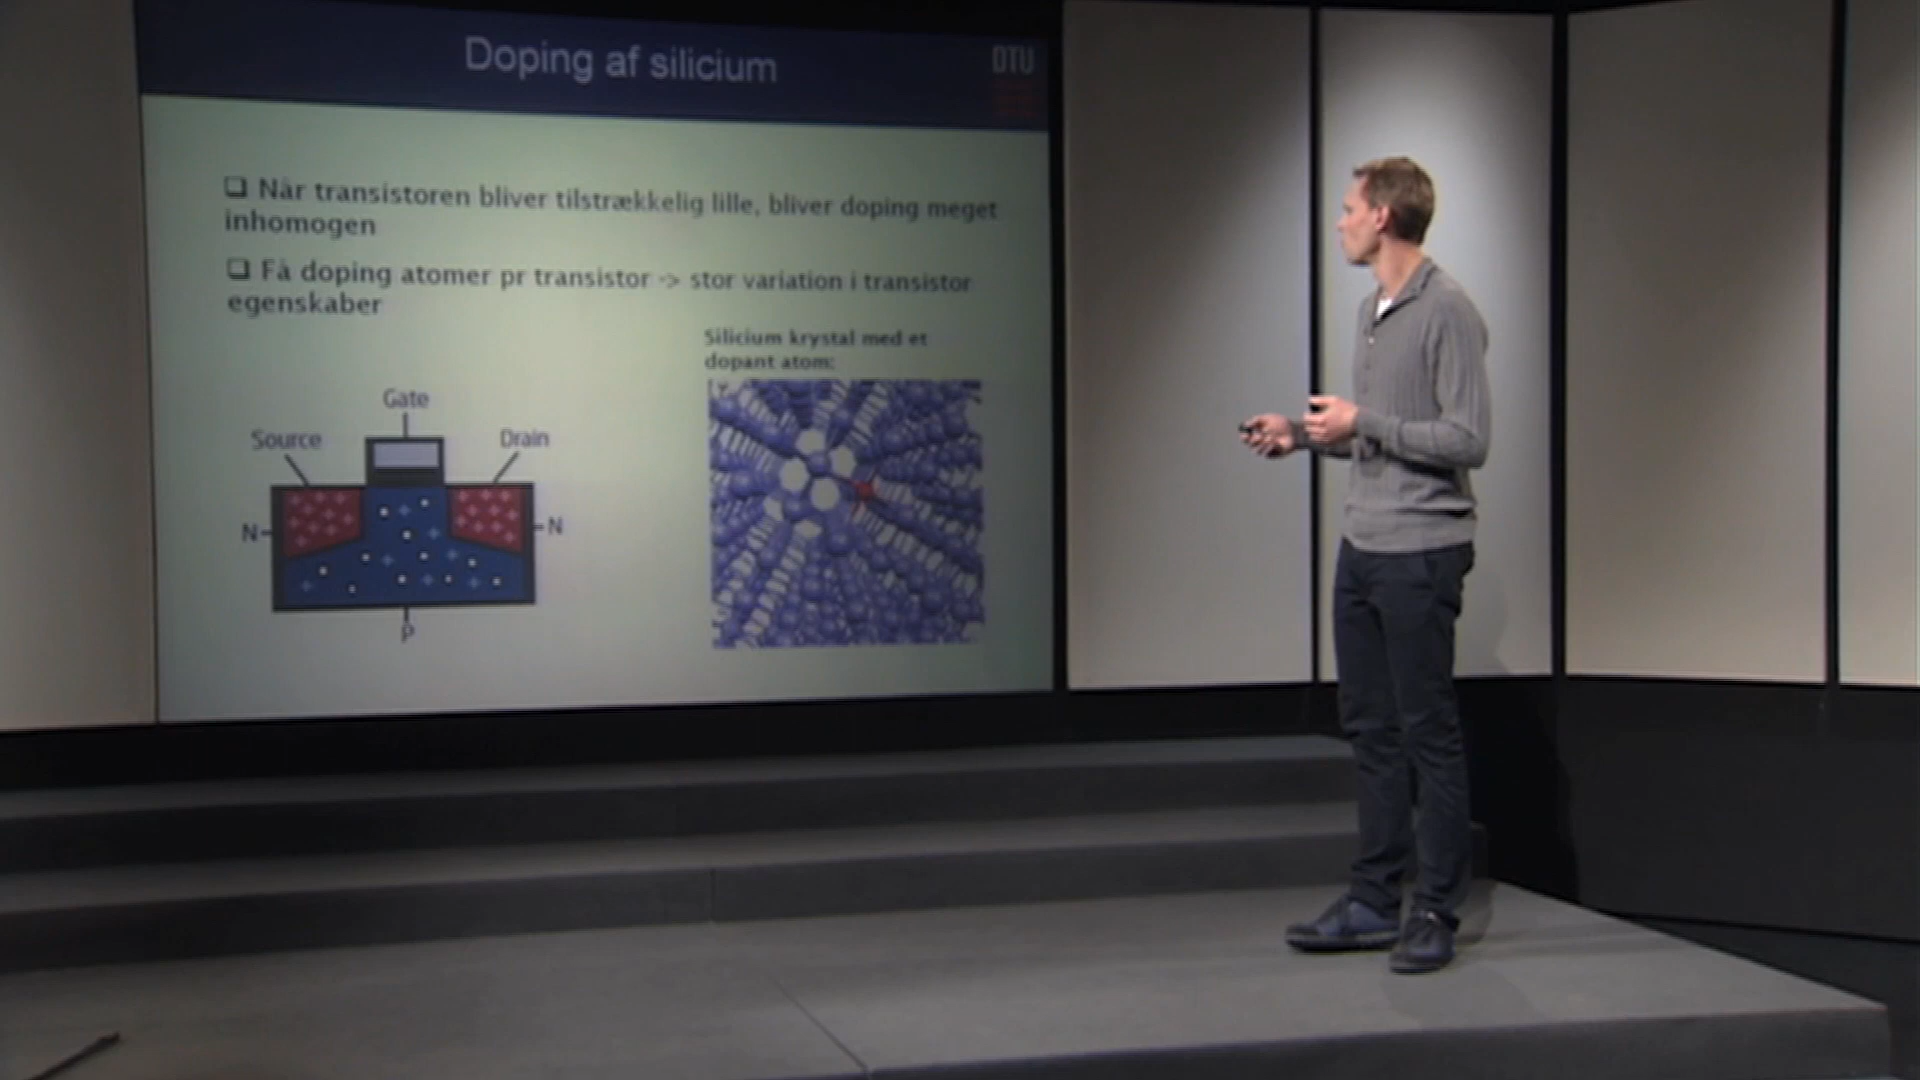 Doping af silicium
DTU
❑ Når transistoren bliver tilstrækkelig lille, bliver doping meget
inhomogen
❑ Få doping atomer pr transistor -> stor variation i transistor
egenskaber
Silicium krystal med et
dopant atom:
Gate
Source
Drain
N
N
P